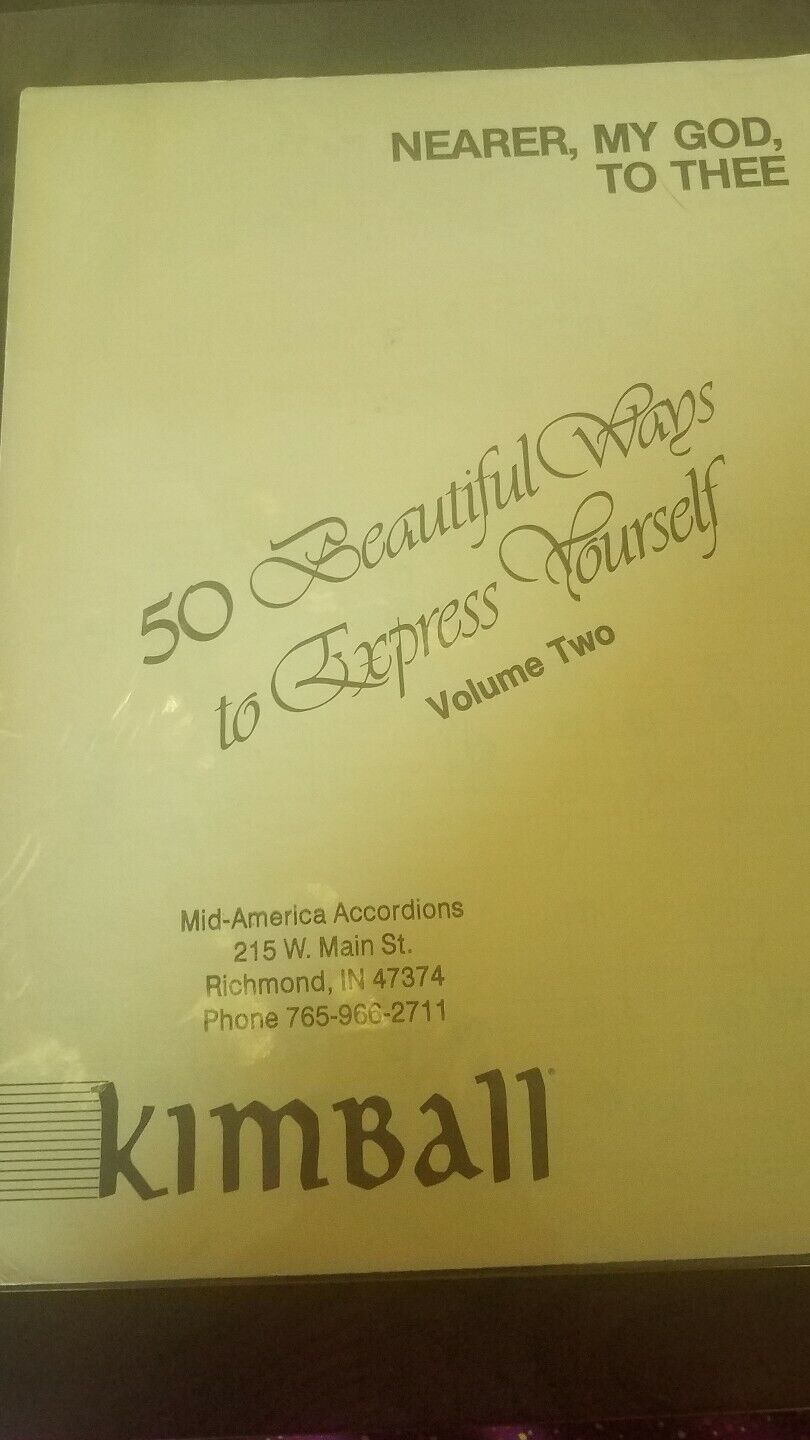 NEARER, MY GOD,
TO THEE
50 Beautiful Ways
to Express Yourself
Volume Two
Mid-America Accordions
215 W. Main St.
Richmond, IN 47374
Phone 765-966-2711
KIMBALL